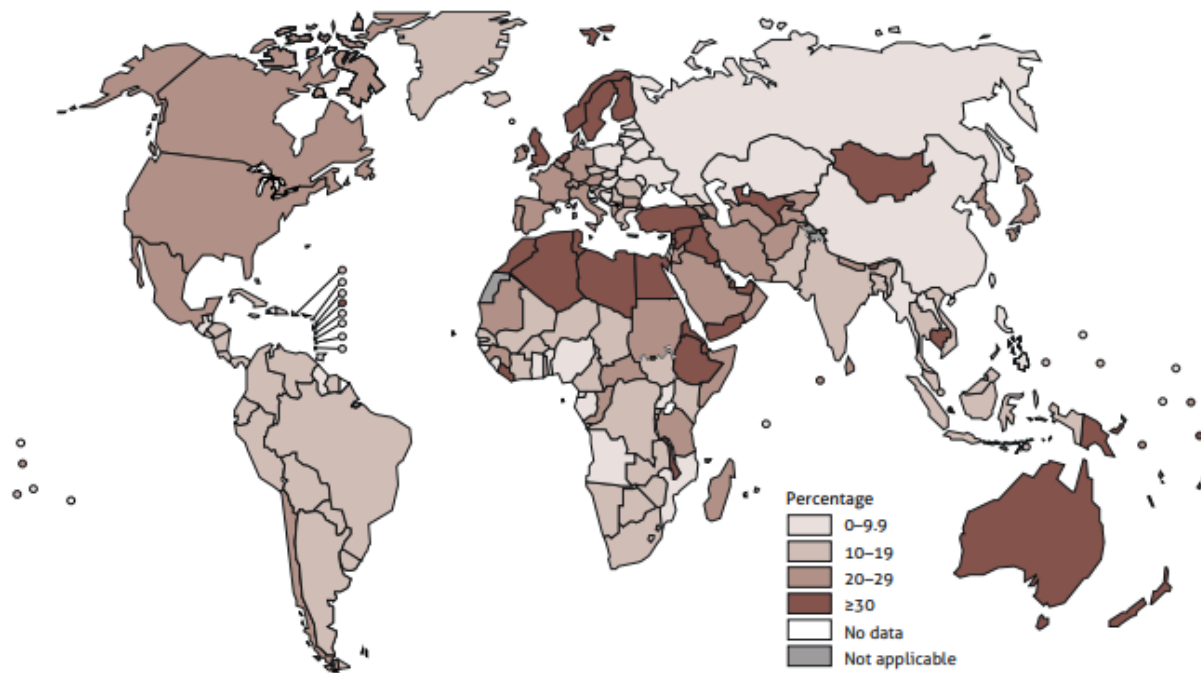 Percentage
0–9.9
10–19
20–29
≥30
No data
Not applicable